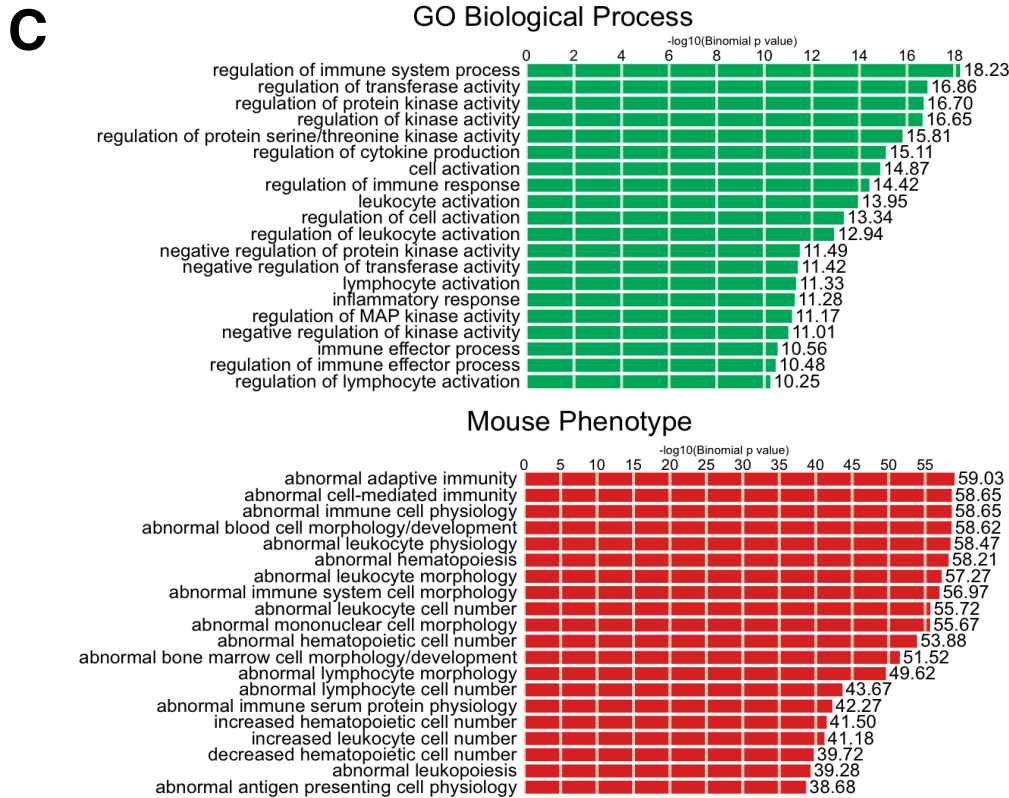 C
GO Biological Process
-log10(Binomial p value)
0 2 4 6 8 10 12 14 16 18
regulation of immune system process 18.23
regulation of transferase activity 16.86
regulation of protein kinase activity 16.70
regulation of kinase activity 16.65
regulation of protein serine/threonine kinase activity 15.81
regulation of cytokine production 15.11
cell activation 14.87
regulation of immune response 14.42
leukocyte activation 13.95
regulation of cell activation 13.34
regulation of leukocyte activation 12.94
negative regulation of protein kinase activity 11.49
negative regulation of transferase activity 11.42
lymphocyte activation 11.33
inflammatory response 11.28
regulation of MAP kinase activity 11.17
negative regulation of kinase activity 11.01
immune effector process 10.56
regulation of immune effector process 10.48
regulation of lymphocyte activation 10.25
Mouse Phenotype
-log10(Binomial p value)
0 5 10 15 20 25 30 35 40 45 50 55
abnormal adaptive immunity 59.03
abnormal cell-mediated immunity 58.65
abnormal immune cell physiology 58.65
abnormal blood cell morphology/development 58.62
abnormal leukocyte physiology 58.47
abnormal hematopoiesis 58.21
abnormal leukocyte morphology 57.27
abnormal immune system cell morphology 56.97
abnormal leukocyte cell number 55.72
abnormal mononuclear cell morphology 55.67
abnormal hematopoietic cell number 53.88
abnormal bone marrow cell morphology/development 51.52
abnormal lymphocyte morphology 49.62
abnormal lymphocyte cell number 43.67
abnormal immune serum protein physiology 42.27
increased hematopoietic cell number 41.50
increased leukocyte cell number 41.18
decreased hematopoietic cell number 39.72
abnormal leukopoiesis 39.28
abnormal antigen presenting cell physiology 38.68